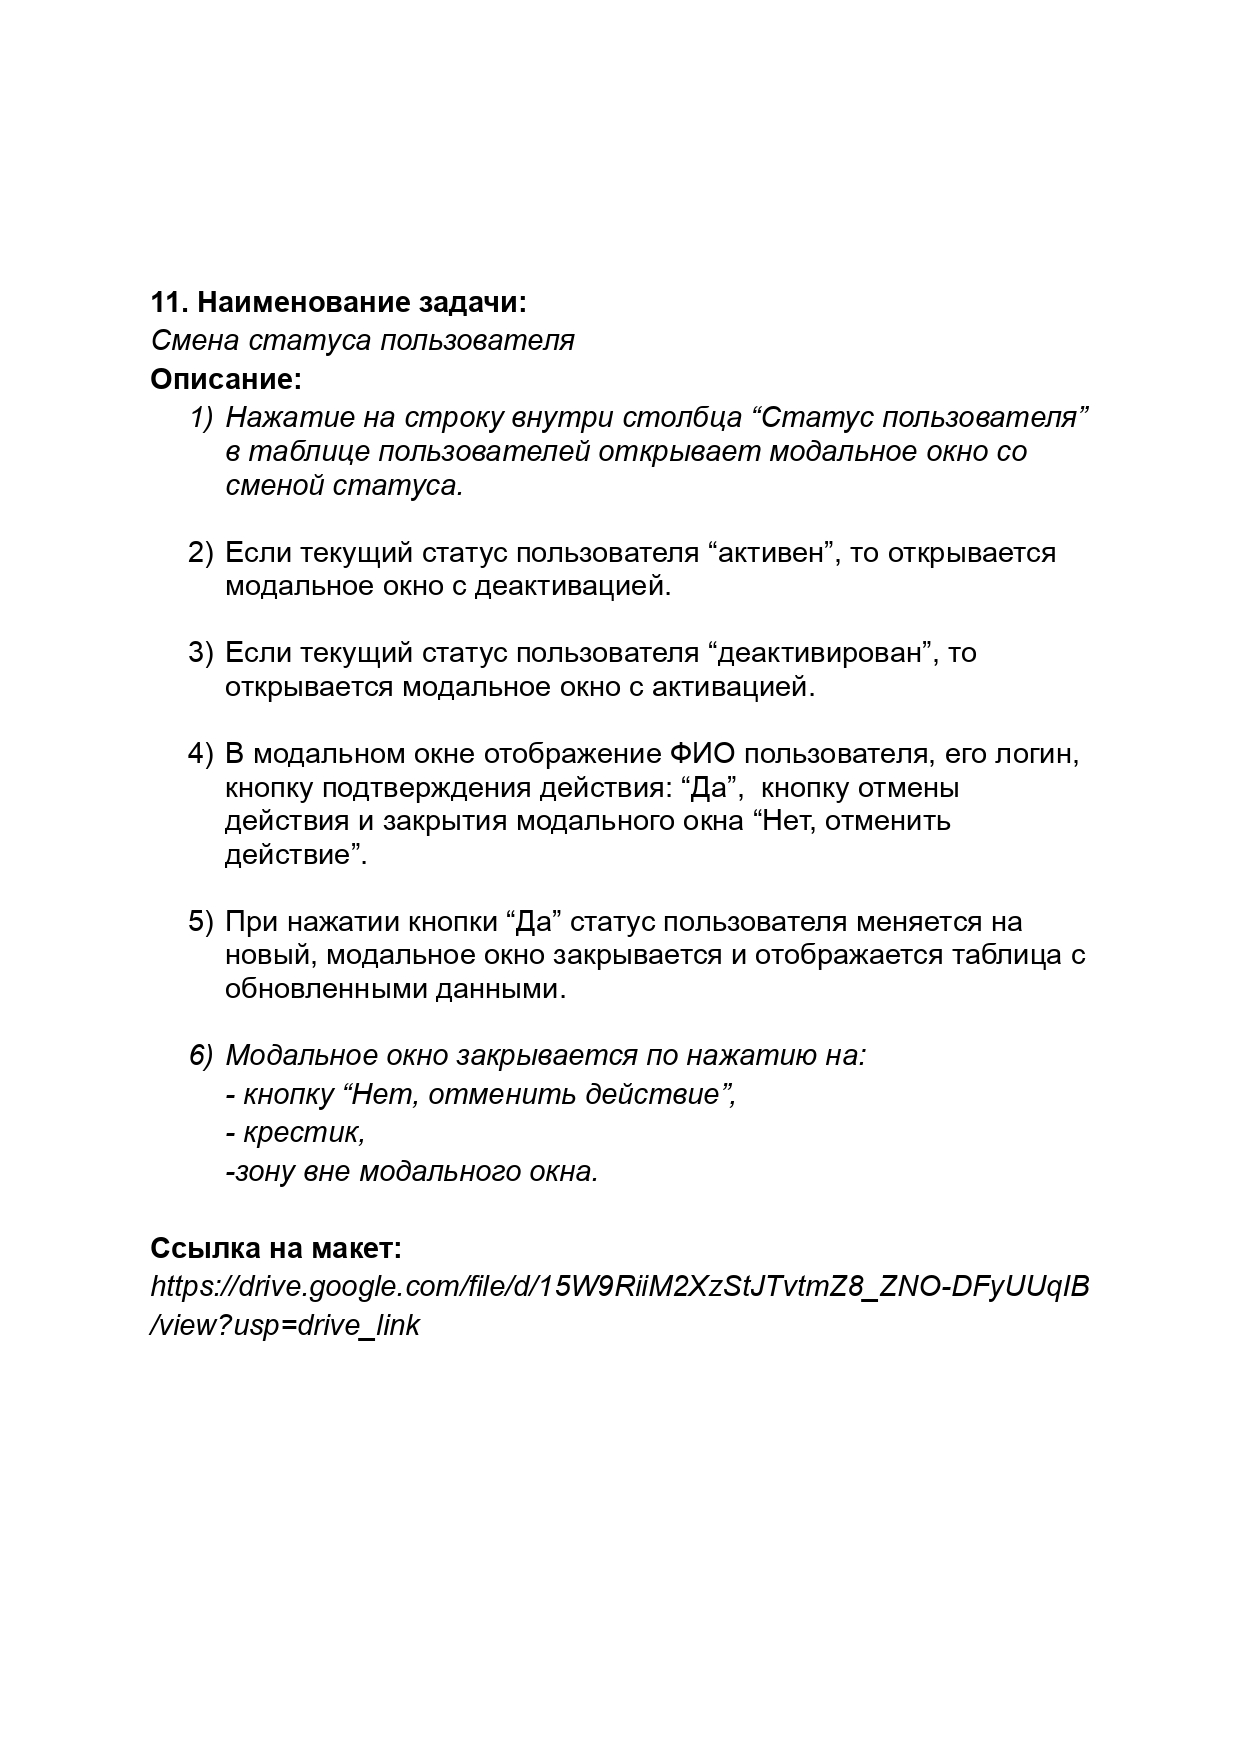 11. Наименование задачи:
Смена статуса пользователя
Описание:
1) Нажатие на строку внутри столбца “Статус пользователя”
в таблице пользователей открывает модальное окно со
сменой статуса.
2) Если текущий статус пользователя “активен”, то открывается
модальное окно с деактивацией.
3) Если текущий статус пользователя “деактивирован”, то
открывается модальное окно с активацией.
4) В модальном окне отображение ФИО пользователя, его логин,
кнопку подтверждения действия: “Да”,  кнопку отмены
действия и закрытия модального окна “Нет, отменить
действие”.
5) При нажатии кнопки “Да” статус пользователя меняется на
новый, модальное окно закрывается и отображается таблица с
обновленными данными.
6) Модальное окно закрывается по нажатию на:
- кнопку “Нет, отменить действие”,
- крестик,
-зону вне модального окна.
Ссылка на макет:
https://drive.google.com/file/d/15W9RiiM2XzStJTvtmZ8_ZNO-DFyUUqIB
/view?usp=drive_link